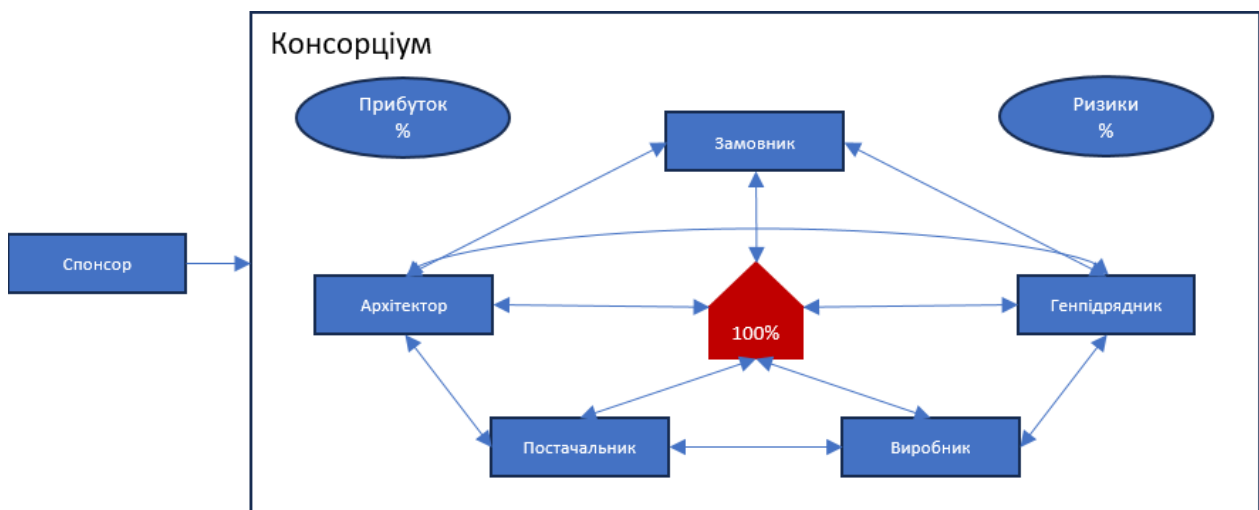 Консорціум
Прибуток
%
Ризики
%
Замовник
Спонсор
Архітектор
100%
Генпідрядник
Постачальник
Виробник